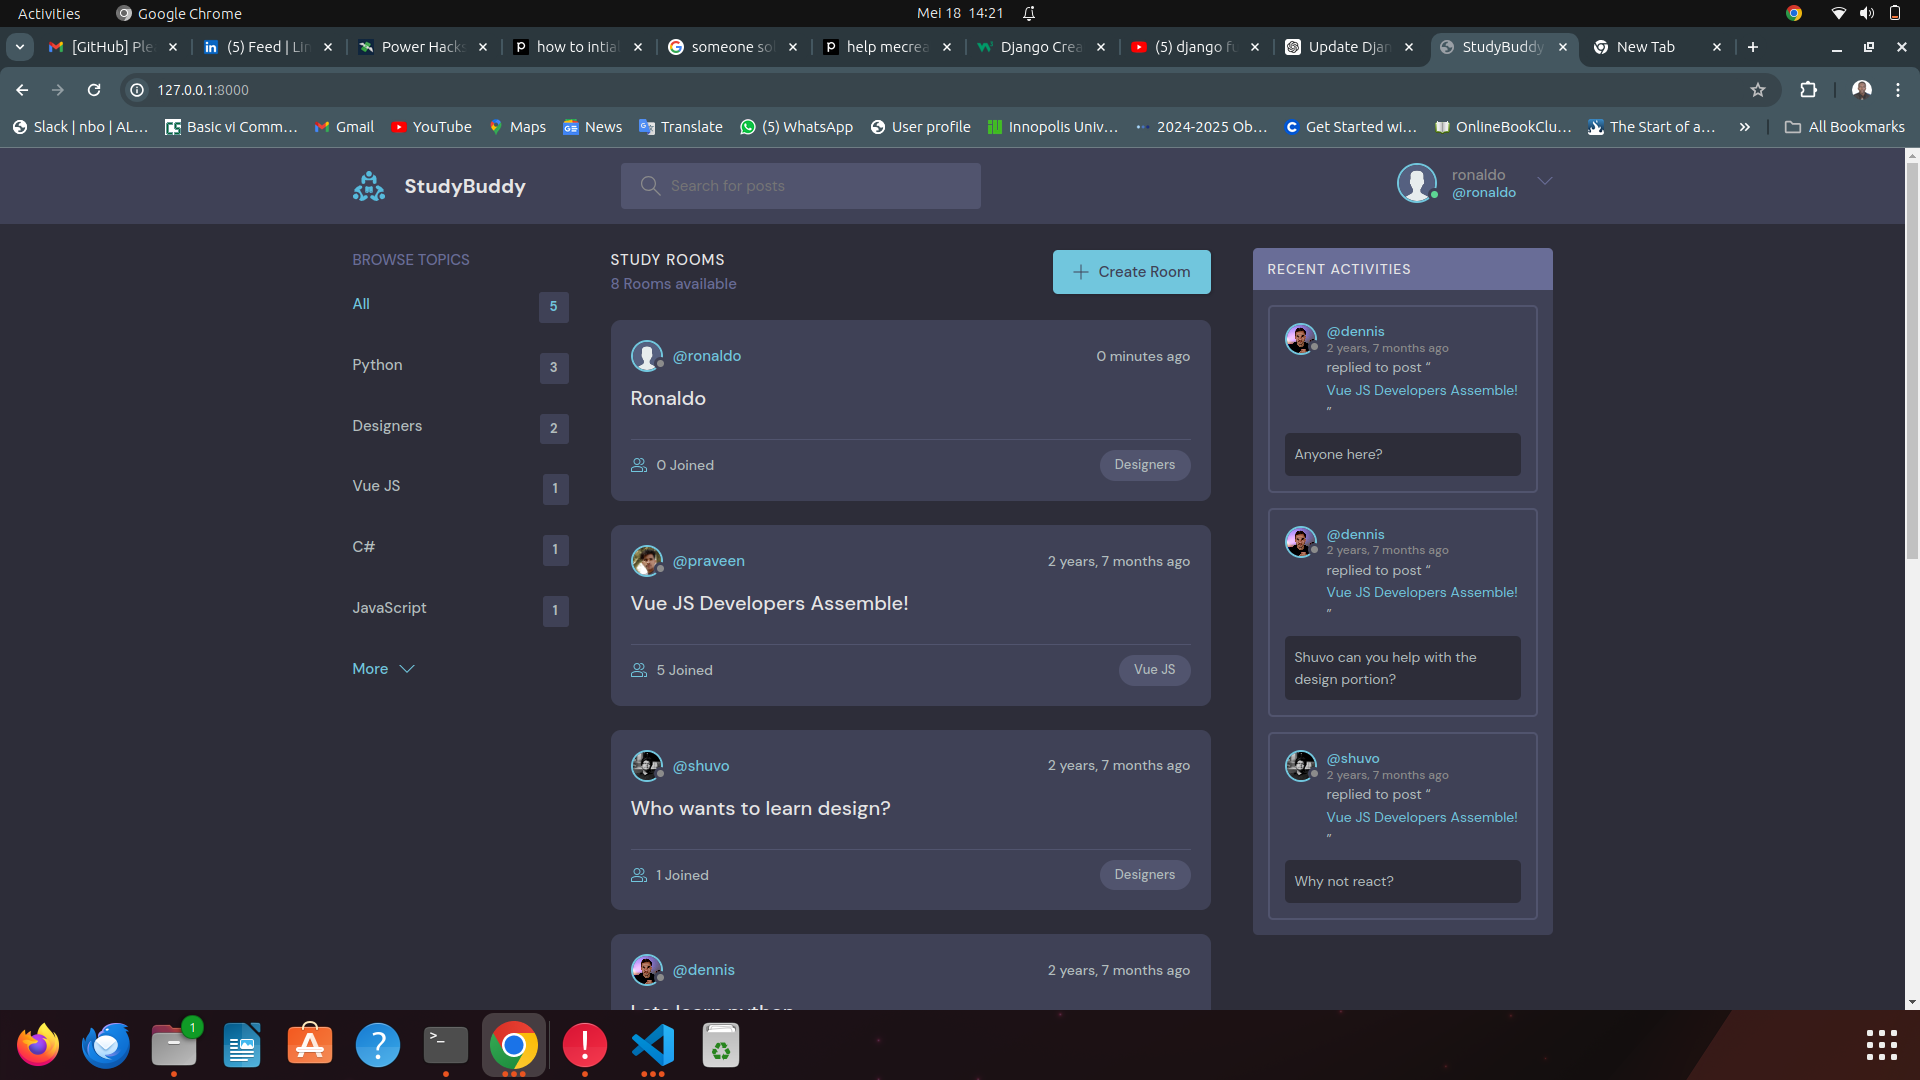 Activities
Google Chrome
Mei 18 14:21
[GitHub] Ple
(5) Feed | Lin
Power Hacks
how to intial
someone sol
help mecrea
Django Crea
(5) django fu
Update Djan
StudyBuddy
New Tab
127.0.0.1:8000
Slack | nbo | AL...
Basic vi Comm...
Gmail
YouTube
Maps
News
Translate
(5) WhatsApp
User profile
Innopolis Univ...
2024-2025 Ob...
Get Started wi...
OnlineBookClu...
The Start of a...
All Bookmarks
StudyBuddy
Search for posts
ronaldo
@ronaldo
BROWSE TOPICS
All 5
Python 3
Designers 2
Vue JS 1
C# 1
JavaScript 1
More
STUDY ROOMS
8 Rooms available
Create Room
@ronaldo
0 minutes ago
Ronaldo
0 Joined
Designers
@praveen
2 years, 7 months ago
Vue JS Developers Assemble!
5 Joined
Vue JS
@shuvo
2 years, 7 months ago
Who wants to learn design?
1 Joined
Designers
@dennis
2 years, 7 months ago
Lets learn python
RECENT ACTIVITIES
@dennis
2 years, 7 months ago
replied to post “
Vue JS Developers Assemble!
”
Anyone here?
@dennis
2 years, 7 months ago
replied to post “
Vue JS Developers Assemble!
”
Shuvo can you help with the
design portion?
@shuvo
2 years, 7 months ago
replied to post “
Vue JS Developers Assemble!
”
Why not react?
1